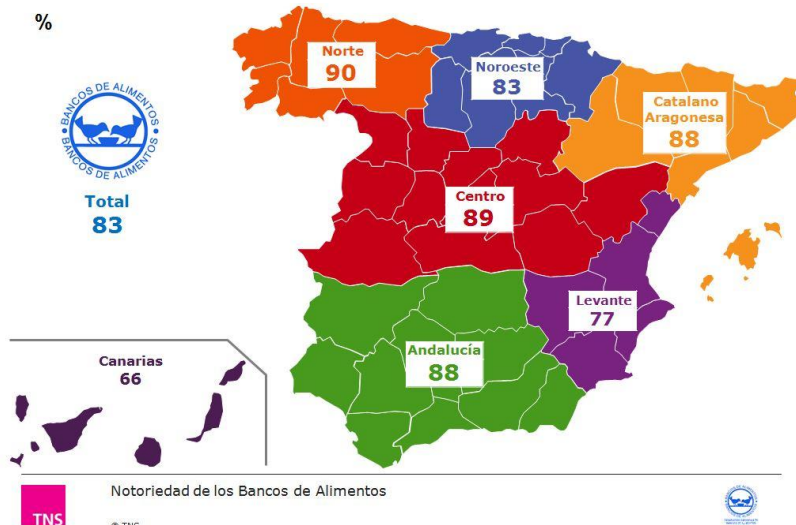 %
BANCOS DE ALIMENTOS
BANCOS DE ALIMENTOS
Total
83
Norte
90
Noroeste
83
Catalano
Aragonesa
88
Centro
89
Levante
77
Andalucía
88
Canarias
66
TNS
Notoriedad de los Bancos de Alimentos
© TNS